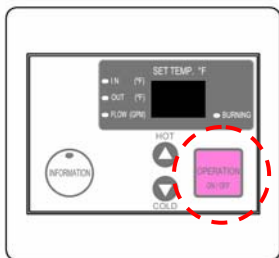 SET TEMP. °F
IN (°F)
OUT (°F)
FLOW (GPM)
BURNING
HOT
INFORMATION
OPERATION
ON/OFF
COLD